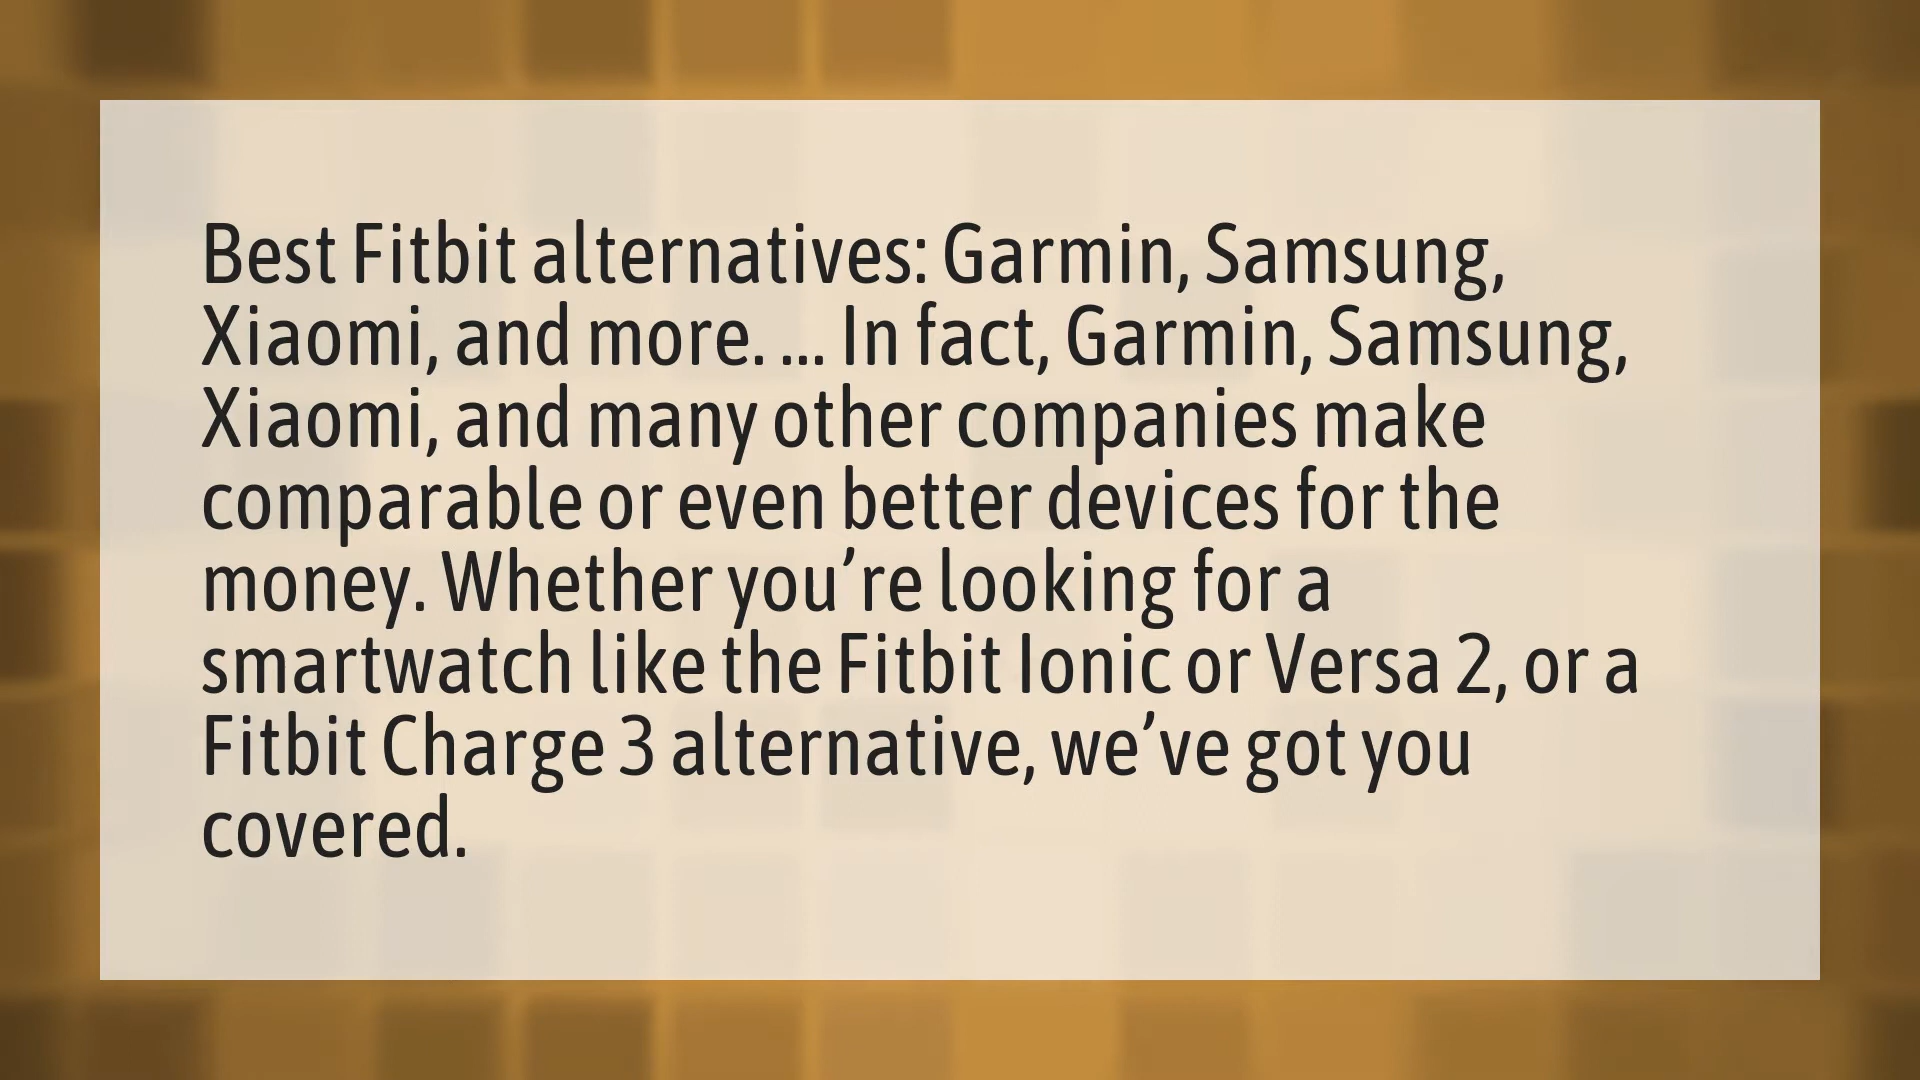 Best Fitbit alternatives: Garmin, Samsung,
Xiaomi, and more. ... In fact, Garmin, Samsung,
Xiaomi, and many other companies make
comparable or even better devices for the
money. Whether you’re looking for a
smartwatch like the Fitbit Ionic or Versa 2, or a
Fitbit Charge 3 alternative, we’ve got you
covered.